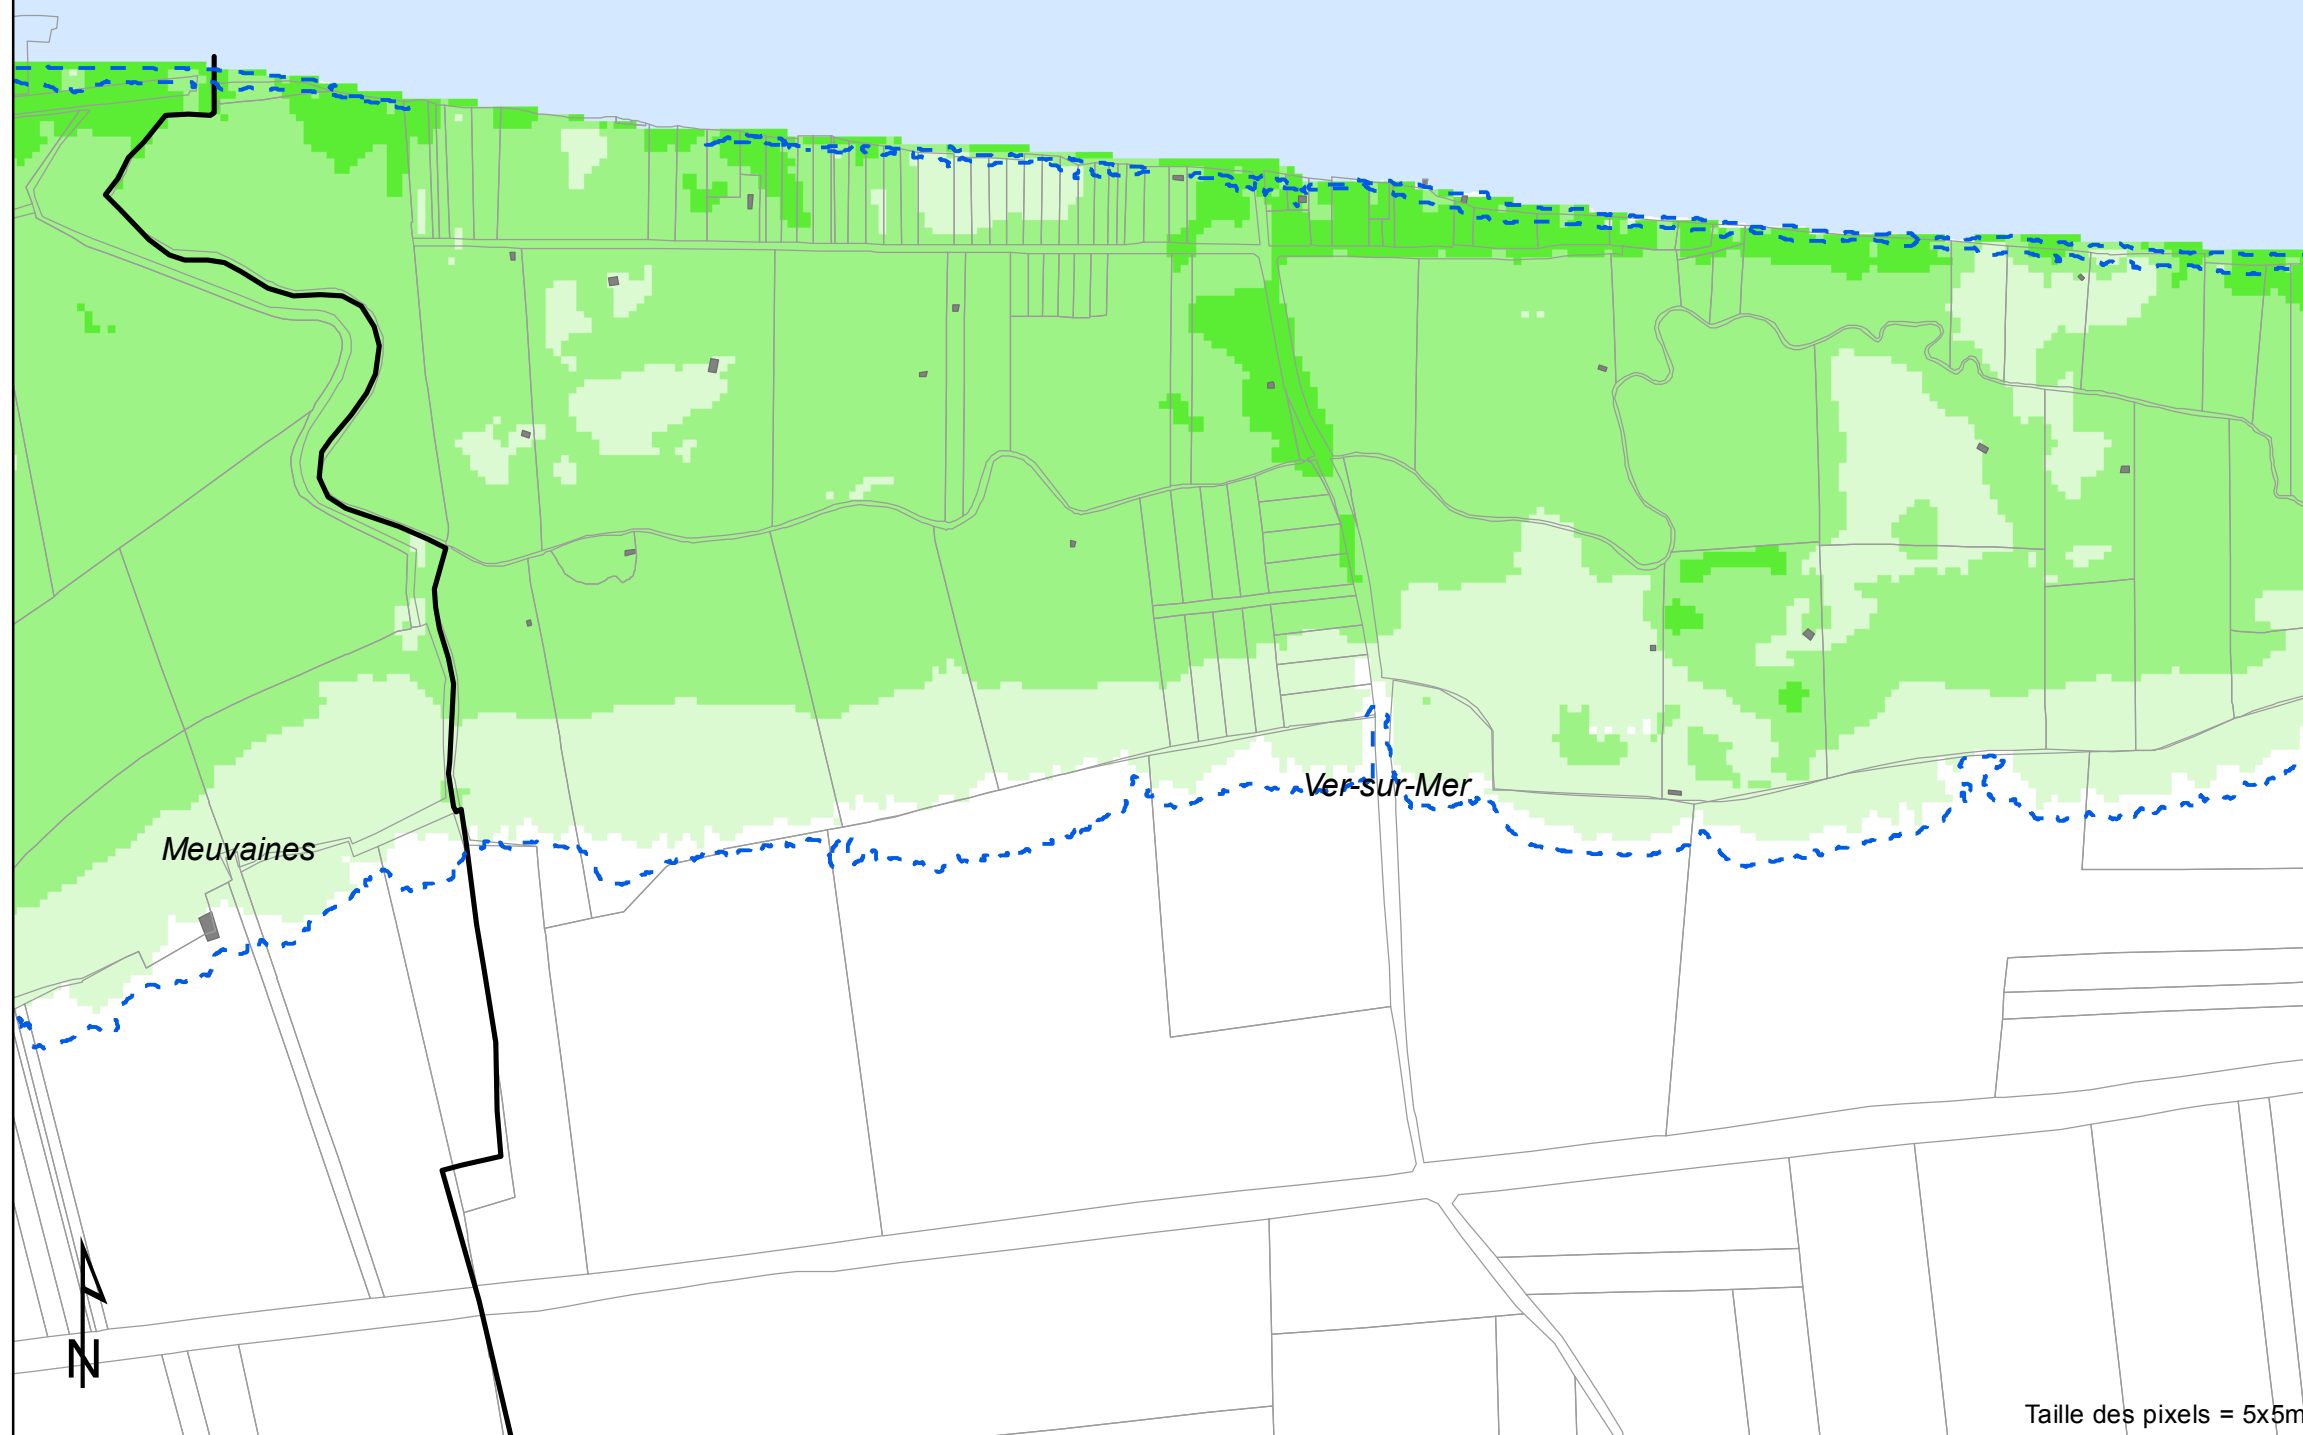 Ver-sur-Mer
Meuvaines
N
Taille des pixels = 5x5m